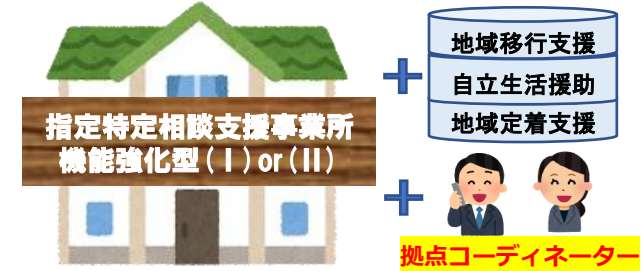 指定特定相談支援事業所
機能強化型(Ⅰ)or(Ⅱ)
地域移行支援
自立生活援助
地域定着支援
拠点コーディネーター